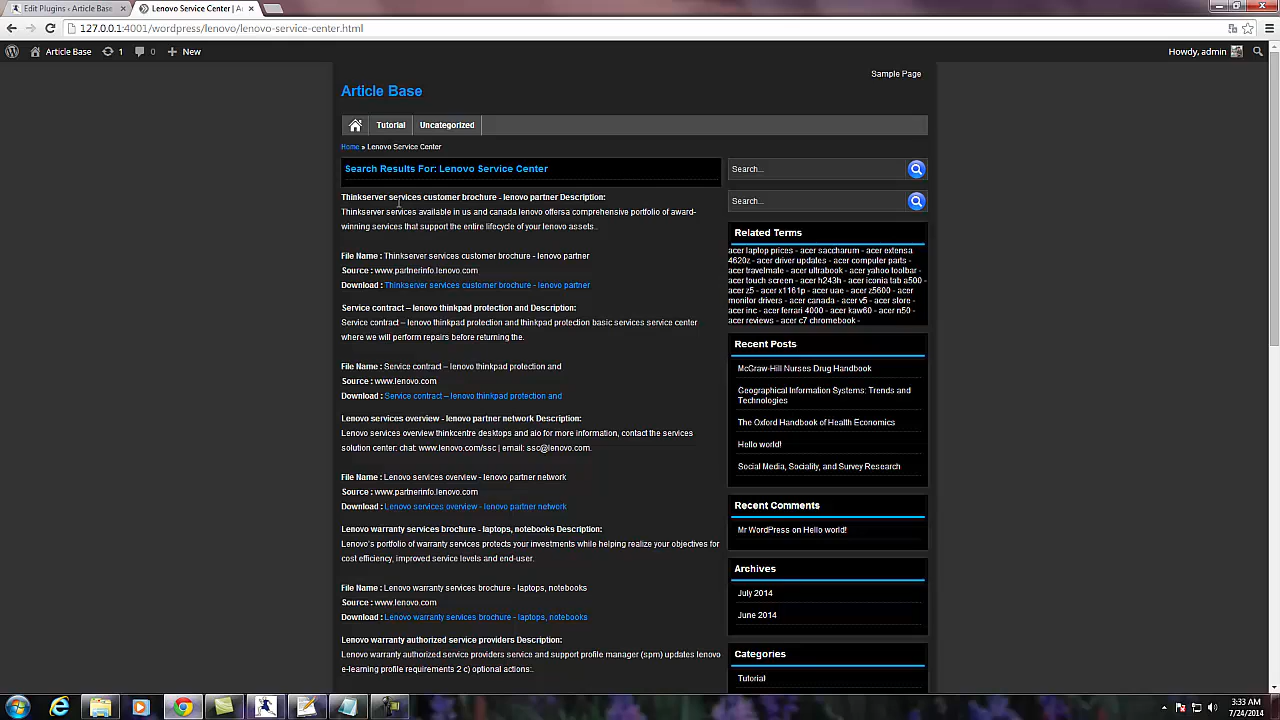 Edit Plugins ‹ Article Base
Lenovo Service Center | Ar
127.0.0.1:4001/wordpress/lenovo/lenovo-service-center.html
Article Base 1 0 New
Howdy, admin
Sample Page
Article Base
Tutorial Uncategorized
Home » Lenovo Service Center
Search Results For: Lenovo Service Center
Thinkserver services customer brochure - lenovo partner Description:
Thinkserver services available in us and canada lenovo offersa comprehensive portfolio of award-
winning services that support the entire lifecycle of your lenovo assets..
File Name : Thinkserver services customer brochure - lenovo partner
Source : www.partnerinfo.lenovo.com
Download : Thinkserver services customer brochure - lenovo partner
Service contract – lenovo thinkpad protection and Description:
Service contract – lenovo thinkpad protection and thinkpad protection basic services service center
where we will perform repairs before returning the.
File Name : Service contract – lenovo thinkpad protection and
Source : www.lenovo.com
Download : Service contract – lenovo thinkpad protection and
Lenovo services overview - lenovo partner network Description:
Lenovo services overview thinkcentre desktops and aio for more information, contact the services
solution center: chat: www.lenovo.com/ssc | email: ssc@lenovo.com.
File Name : Lenovo services overview - lenovo partner network
Source : www.partnerinfo.lenovo.com
Download : Lenovo services overview - lenovo partner network
Lenovo warranty services brochure - laptops, notebooks Description:
Lenovo's portfolio of warranty services protects your investments while helping realize your objectives for
cost efficiency, improved service levels and end-user.
File Name : Lenovo warranty services brochure - laptops, notebooks
Source : www.lenovo.com
Download : Lenovo warranty services brochure - laptops, notebooks
Lenovo warranty authorized service providers Description:
Lenovo warranty authorized service providers service and support profile manager (spm) updates lenovo
e-learning profile requirements 2 c) optional actions:.
Search...
Search...
Related Terms
acer laptop prices - acer saccharum - acer extensa
4620z - acer driver updates - acer computer parts -
acer travelmate - acer ultrabook - acer yahoo toolbar -
acer touch screen - acer h243h - acer iconia tab a500 -
acer z5 - acer x1161p - acer uae - acer z5600 - acer
monitor drivers - acer canada - acer v5 - acer store -
acer inc - acer ferrari 4000 - acer kaw60 - acer n50 -
acer reviews - acer c7 chromebook -
Recent Posts
McGraw-Hill Nurses Drug Handbook
Geographical Information Systems: Trends and
Technologies
The Oxford Handbook of Health Economics
Hello world!
Social Media, Sociality, and Survey Research
Recent Comments
Mr WordPress on Hello world!
Archives
July 2014
June 2014
Categories
Tutorial
3:33 AM
7/24/2014